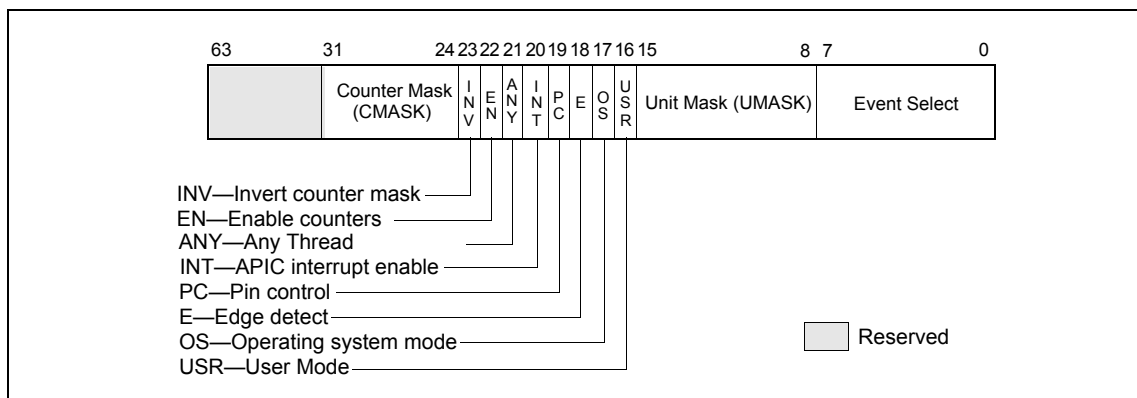 63 31 24 23 22 21 20 19 18 17 16 15 8 7 0
Counter Mask (CMASK)
INV
EN
ANY
INT
PC
E
OS
USR
Unit Mask (UMASK)
Event Select
INV—Invert counter mask
EN—Enable counters
ANY—Any Thread
INT—APIC interrupt enable
PC—Pin control
E—Edge detect
OS—Operating system mode
USR—User Mode
Reserved